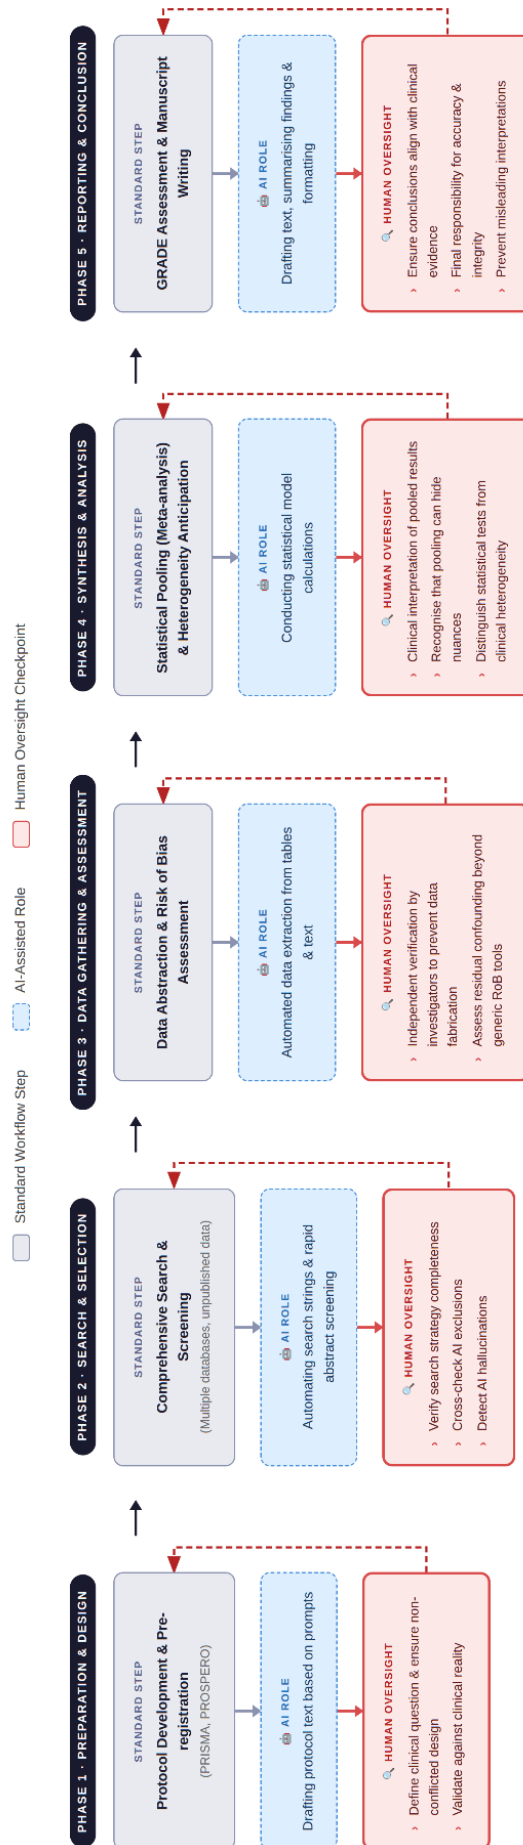 Standard Workflow Step
AI-Assisted Role
Human Oversight Checkpoint
PHASE 1 · PREPARATION & DESIGN
STANDARD STEP
Protocol Development & Pre-
registration
(PRISMA, PROSPERO)
AI ROLE
Drafting protocol text based on prompts
HUMAN OVERSIGHT
› Define clinical question & ensure non-
conflicted design
› Validate against clinical reality
PHASE 2 · SEARCH & SELECTION
STANDARD STEP
Comprehensive Search &
Screening
(Multiple databases, unpublished data)
AI ROLE
Automating search strings & rapid
abstract screening
HUMAN OVERSIGHT
› Verify search strategy completeness
› Cross-check AI exclusions
› Detect AI hallucinations
PHASE 3 · DATA GATHERING & ASSESSMENT
STANDARD STEP
Data Abstraction & Risk of Bias
Assessment
AI ROLE
Automated data extraction from tables
& text
HUMAN OVERSIGHT
› Independent verification by
investigators to prevent data
fabrication
› Assess residual confounding beyond
generic RoB tools
PHASE 4 · SYNTHESIS & ANALYSIS
STANDARD STEP
Statistical Pooling (Meta-analysis)
& Heterogeneity Anticipation
AI ROLE
Conducting statistical model
calculations
HUMAN OVERSIGHT
› Clinical interpretation of pooled results
› Recognise that pooling can hide
nuances
› Distinguish statistical tests from
clinical heterogeneity
PHASE 5 · REPORTING & CONCLUSION
STANDARD STEP
GRADE Assessment & Manuscript
Writing
AI ROLE
Drafting text, summarising findings &
formatting
HUMAN OVERSIGHT
› Ensure conclusions align with clinical
evidence
› Final responsibility for accuracy &
integrity
› Prevent misleading interpretations